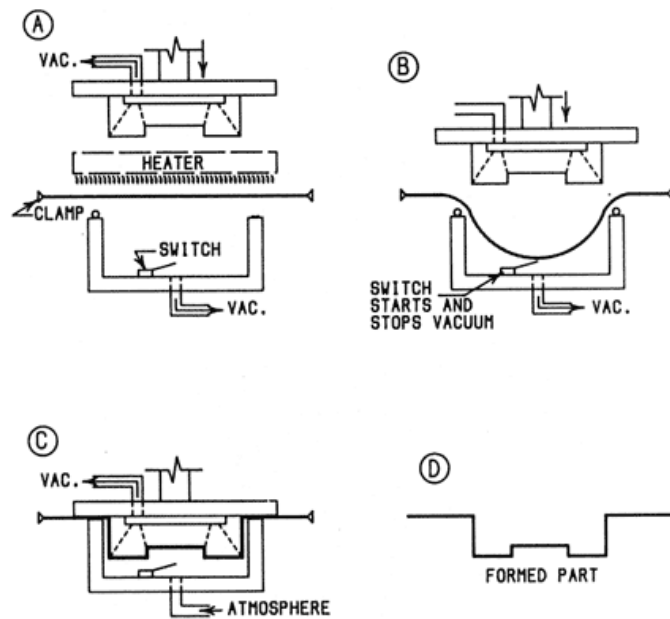 A
VAC.
HEATER
CLAMP
SWITCH
VAC.
B
SWITCH
STARTS AND
STOPS VACUUM
VAC.
C
VAC.
ATMOSPHERE
D
FORMED PART